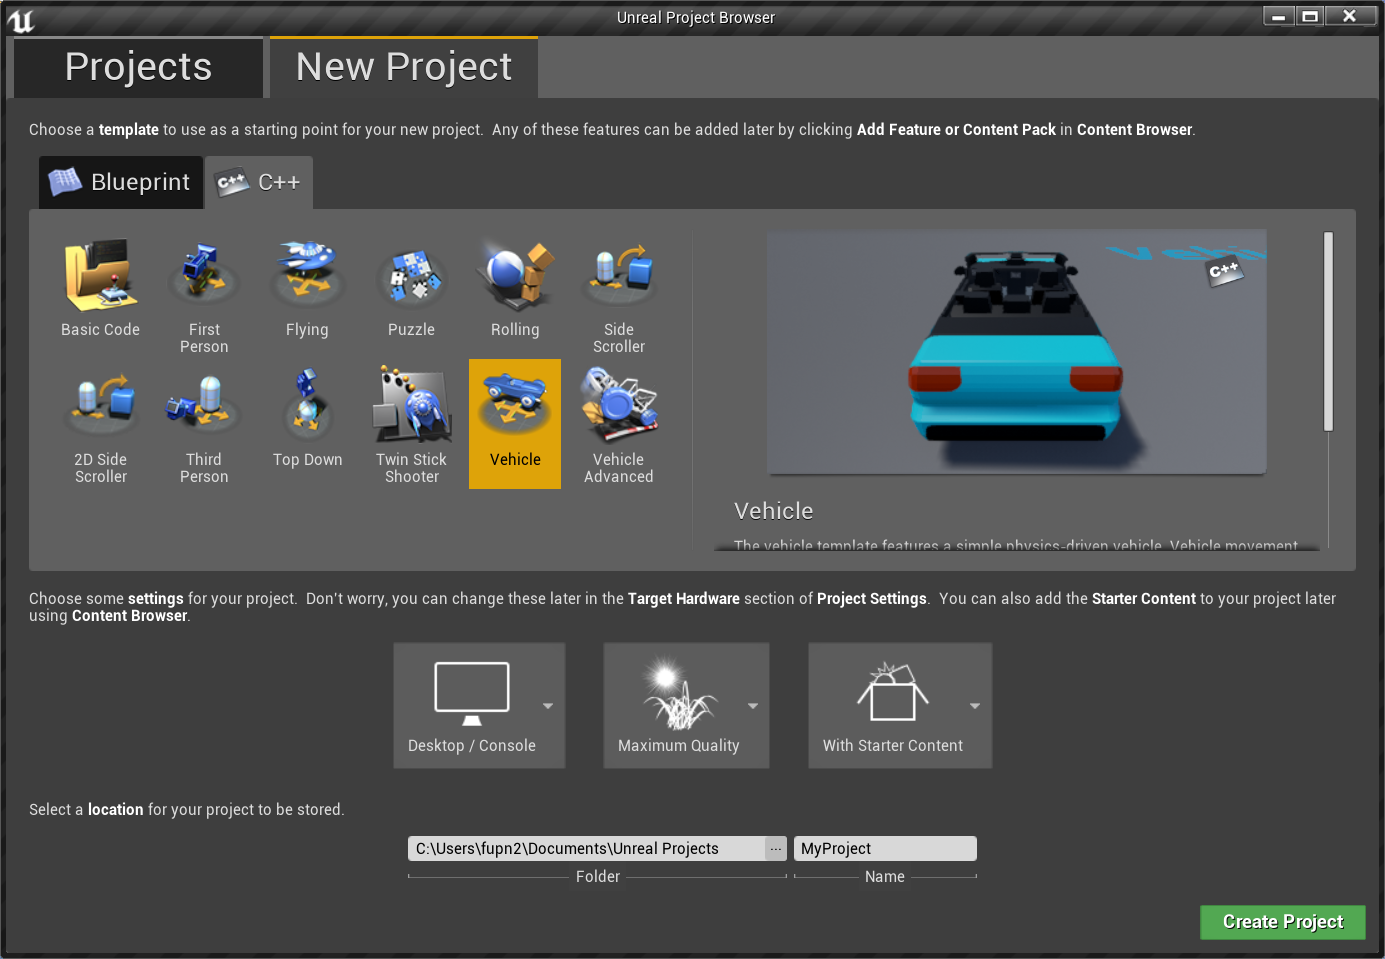 Unreal Project Browser
Projects
New Project
Choose a template to use as a starting point for your new project.  Any of these features can be added later by clicking Add Feature or Content Pack in Content Browser.
Blueprint
C++
C++
Basic Code
First
Person
Flying
Puzzle
Rolling
Side
Scroller
2D Side
Scroller
Third
Person
Top Down
Twin Stick
Shooter
Vehicle
Vehicle
Advanced
C++
Vehicle
The vehicle template features a simple physics-driven vehicle. Vehicle movement
Choose some settings for your project.  Don't worry, you can change these later in the Target Hardware section of Project Settings.  You can also add the Starter Content to your project later
using Content Browser.
Desktop / Console
Maximum Quality
With Starter Content
Select a location for your project to be stored.
C:\Users\fupn2\Documents\Unreal Projects
...
MyProject
Folder
Name
Create Project